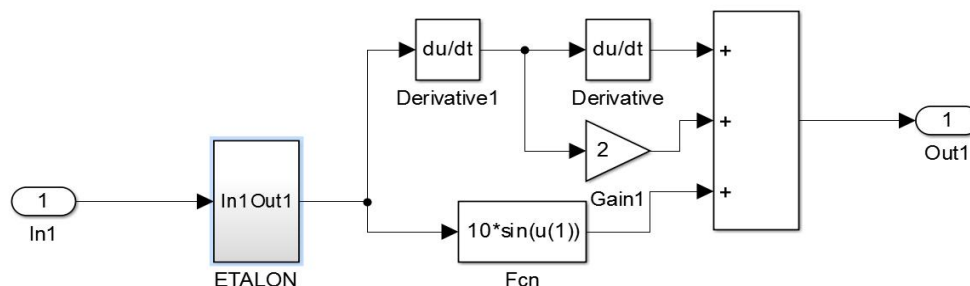 du/dt
Derivative1
du/dt
Derivative
+
2
Gain1
+
1
In1
In1 Out1
ETALON
10*sin(u(1))
Fcn
+
1
Out1